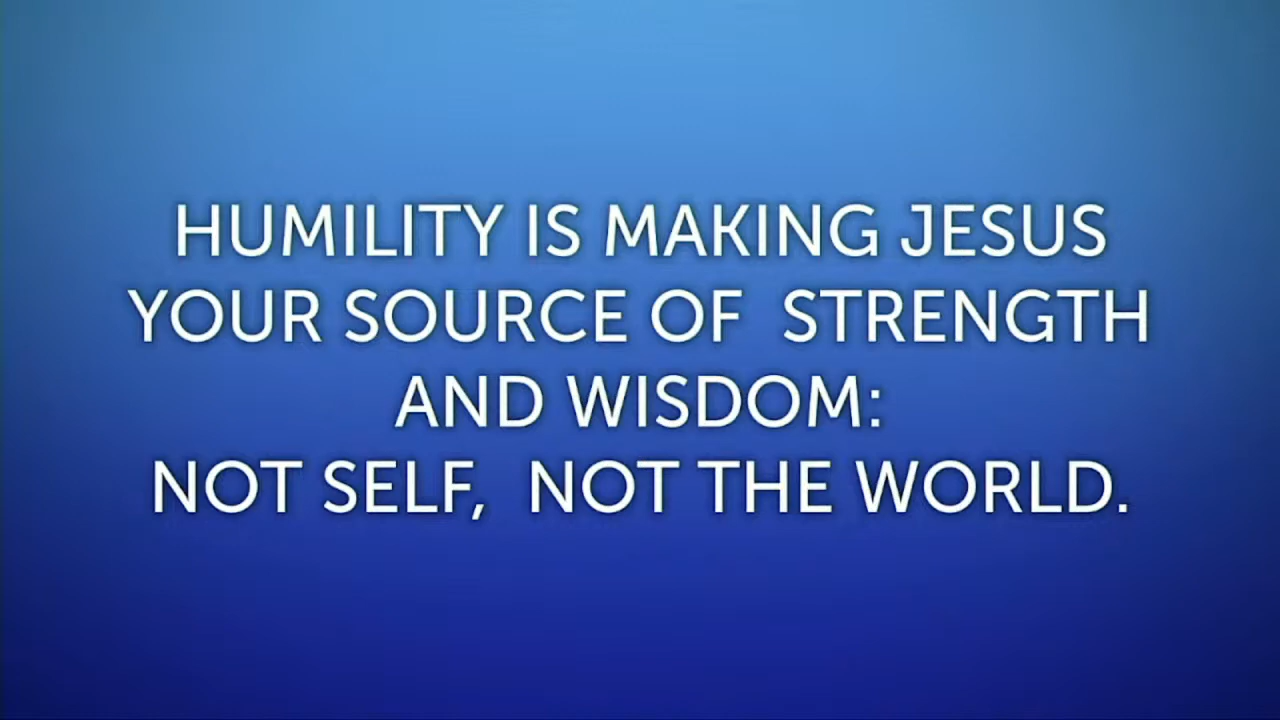 HUMILITY IS MAKING JESUS
YOUR SOURCE OF  STRENGTH
AND WISDOM:
NOT SELF,  NOT THE WORLD.